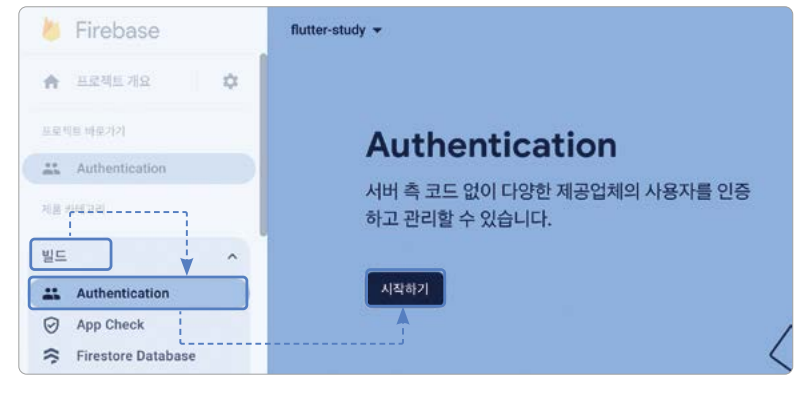 Firebase
flutter-study
프로젝트 개요
프로젝트 바로가기
Authentication
제품 카테고리
빌드
Authentication
App Check
Firestore Database
Authentication
서버 측 코드 없이 다양한 제공업체의 사용자를 인증
하고 관리할 수 있습니다.
시작하기